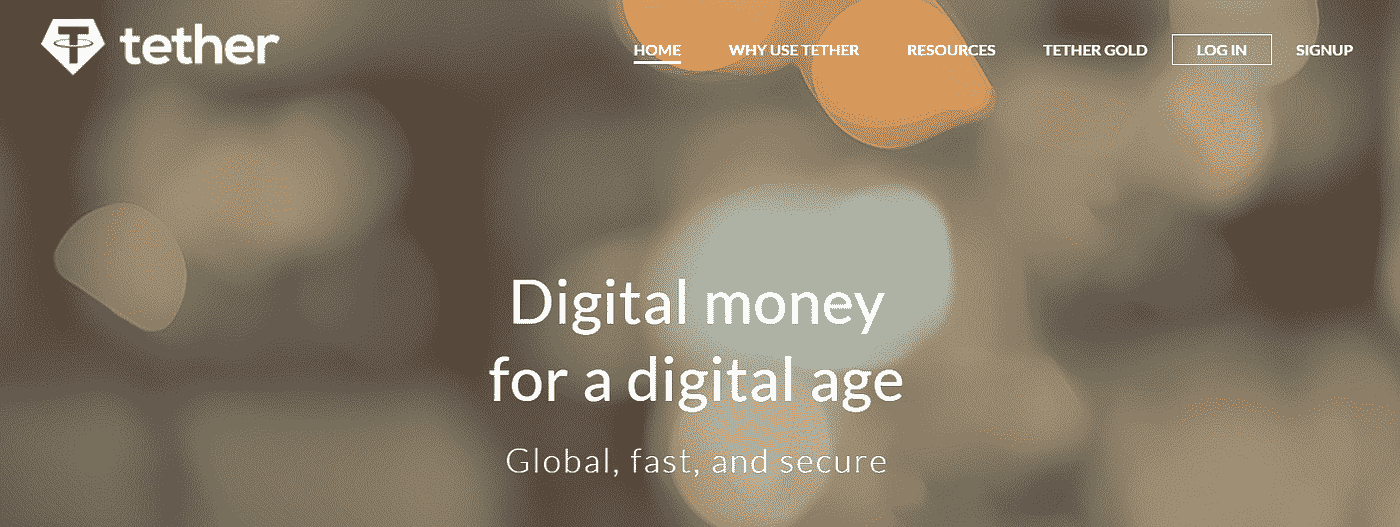 tether
HOME WHY USE TETHER RESOURCES TETHER GOLD LOG IN SIGNUP
Digital money
for a digital age
Global, fast, and secure